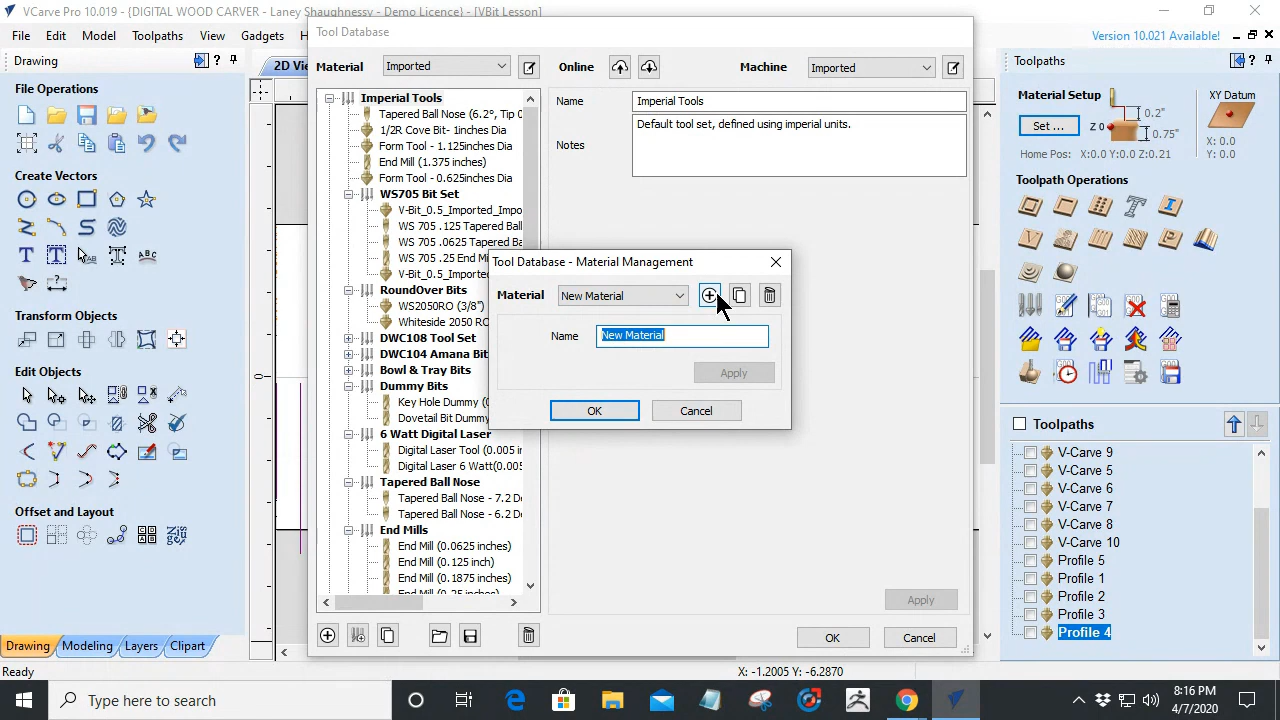 VCarve Pro 10.019 - {DIGITAL WOOD CARVER - Laney Shaughnessy - Demo Licence} - [VBit Lesson]
File Edit Model Toolpaths View Gadgets
Version 10.021 Available!
Drawing
File Operations
Create Vectors
Transform Objects
Edit Objects
Offset and Layout
Drawing Modeling Layers Clipart
Ready
2D Vie
Tool Database
Material Imported
Online
Machine Imported
Imperial Tools
Tapered Ball Nose (6.2°, Tip 0
1/2R Cove Bit- 1inches Dia
Form Tool - 1.125inches Dia
End Mill (1.375 inches)
Form Tool - 0.625inches Dia
WS705 Bit Set
V-Bit_0.5_Imported_Impo
WS 705 .125 Tapered Ball
WS 705 .0625 Tapered B
WS 705 .25 End M
V-Bit_0.5_Importe
RoundOver Bits
WS2050RO (3/8")
Whiteside 2050 RO
DWC108 Tool Set
DWC104 Amana Bit
Bowl & Tray Bits
Dummy Bits
Key Hole Dummy (
Dovetail Bit Dummy
6 Watt Digital Laser
Digital Laser Tool (0.005 in
Digital Laser 6 Watt(0.005
Tapered Ball Nose
Tapered Ball Nose - 7.2 De
Tapered Ball Nose - 6.2 D
End Mills
End Mill (0.0625 inches)
End Mill (0.125 inch)
End Mill (0.1875 inches)
Name Imperial Tools
Notes Default tool set, defined using imperial units.
Apply
OK Cancel
Tool Database - Material Management
Material New Material
Name New Material
Apply
OK Cancel
X: -1.2005 Y: -6.2870
Toolpaths
Material Setup
XY Datum
Set ...
Z 0
0.2"
0.75"
X: 0.0
Y: 0.0
Home Pos: X:0.0 Y:0.0 Z:0.21
Toolpath Operations
Toolpaths
V-Carve 9
V-Carve 5
V-Carve 6
V-Carve 7
V-Carve 8
V-Carve 10
Profile 5
Profile 1
Profile 2
Profile 3
Profile 4
Type here to search
8:16 PM
4/7/2020